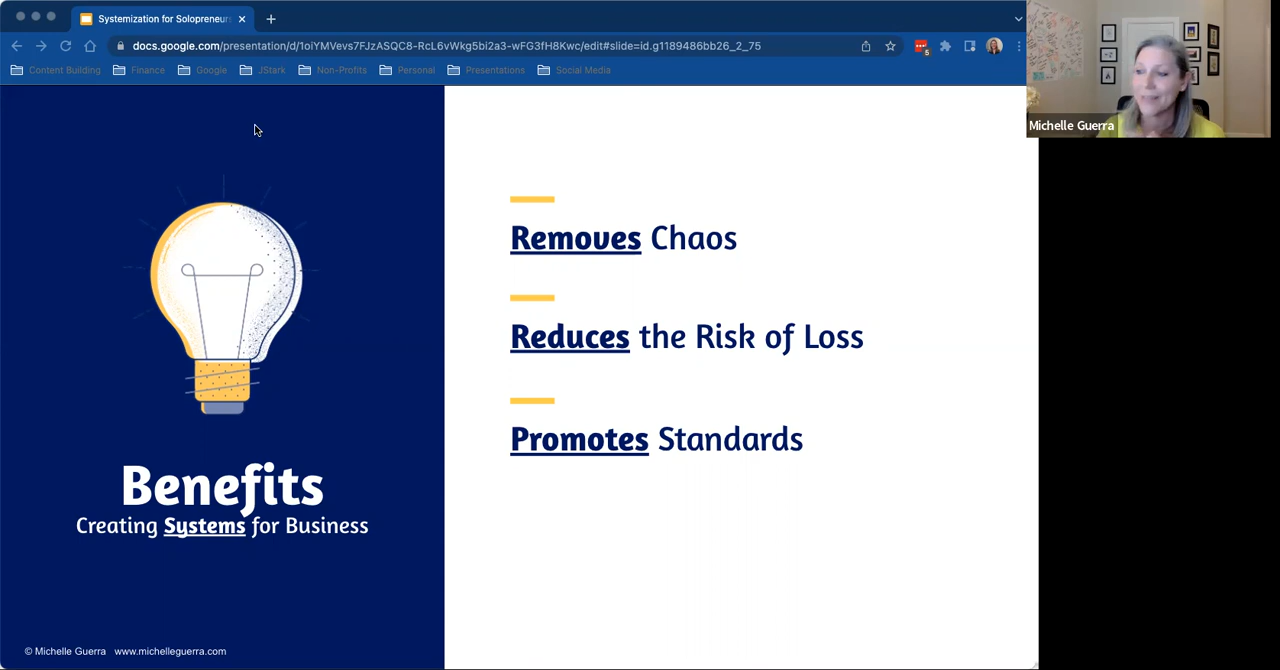 Systemization for Solopreneurs
docs.google.com/presentation/d/1oiYMVevs7FJzASQC8-RcL6vWkg5bi2a3-wFG3fH8Kwc/edit#slide=id.g1189486bb26_2_75
5
Content Building
Finance
Google
JStark
Non-Profits
Personal
Presentations
Social Media
Michelle Guerra
Removes Chaos
Reduces the Risk of Loss
Promotes Standards
Benefits
Creating Systems for Business
© Michelle Guerra www.michelleguerra.com